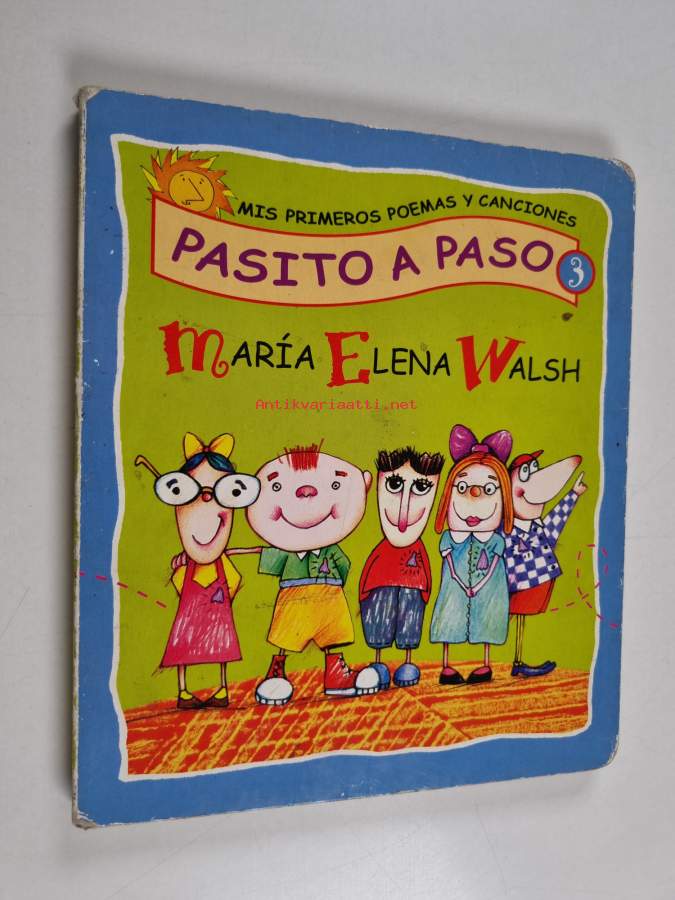 MIS PRIMEROS POEMAS Y CANCIONES
PASITO A PASO 3
MARÍA ELENA WALSH
Antikvariaatti.net